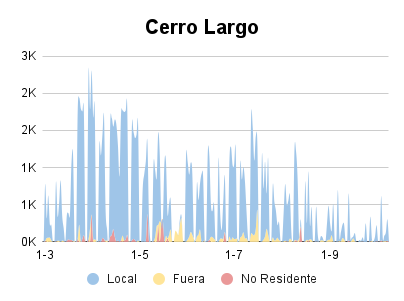 Cerro Largo
3K
2K
2K
1K
1K
0K
1-3
1-5
1-7
1-9
Local
Fuera
No Residente